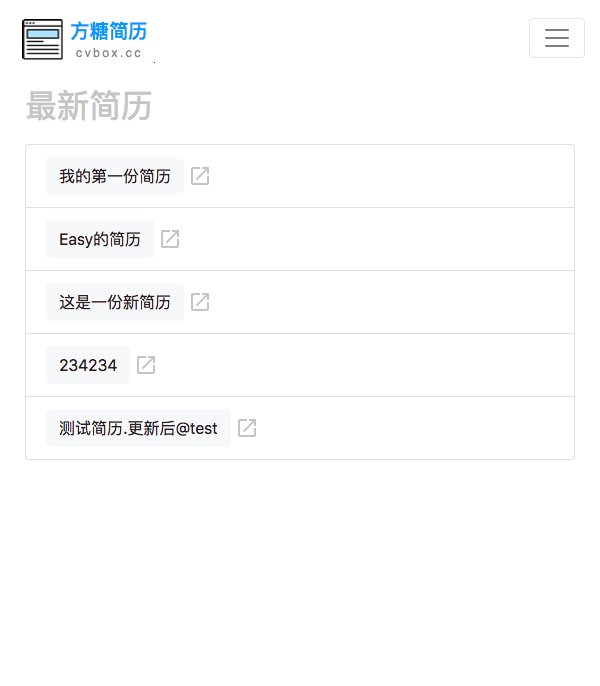 方糖简历
cvbox.cc
最新简历
我的第一份简历
Easy的简历
这是一份新简历
234234
测试简历.更新后@test